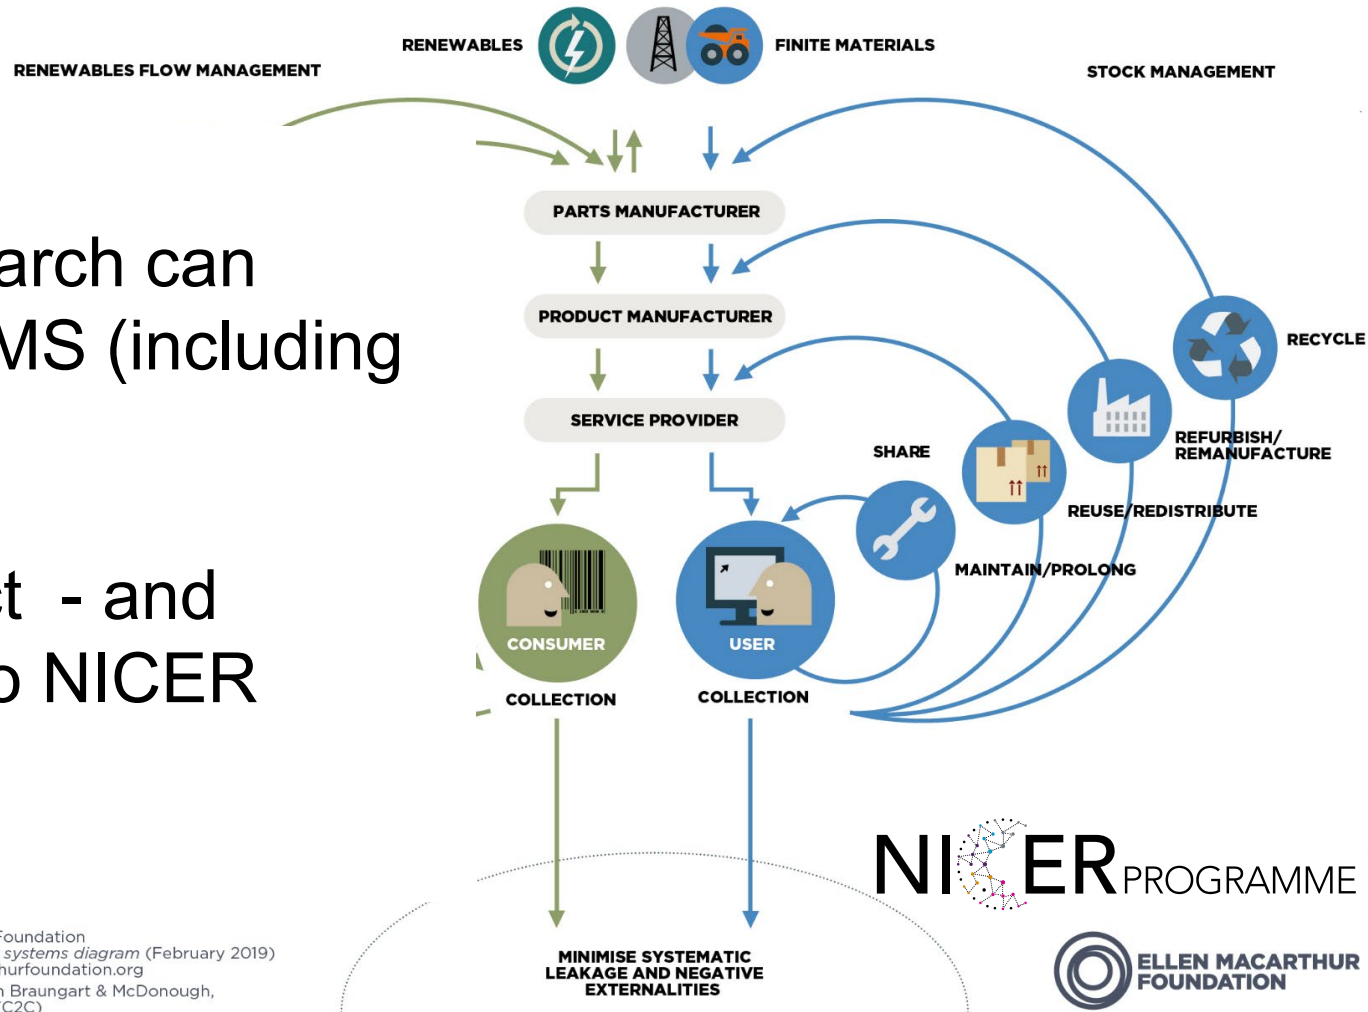 RENEWABLES
FINITE MATERIALS
RENEWABLES FLOW MANAGEMENT
STOCK MANAGEMENT
PARTS MANUFACTURER
arch can
PRODUCT MANUFACTURER
MS (including
RECYCLE
SERVICE PROVIDER
SHARE
REFURBISH/
REMANUFACTURE
REUSE/REDISTRIBUTE
MAINTAIN/PROLONG
ct - and
CONSUMER
USER
o NICER
COLLECTION
COLLECTION
NICER PROGRAMME
Foundation
systems diagram (February 2019)
hurfoundation.org
n Braungart & McDonough,
C2C)
MINIMISE SYSTEMATIC
LEAKAGE AND NEGATIVE
EXTERNALITIES
ELLEN MACARTHUR
FOUNDATION